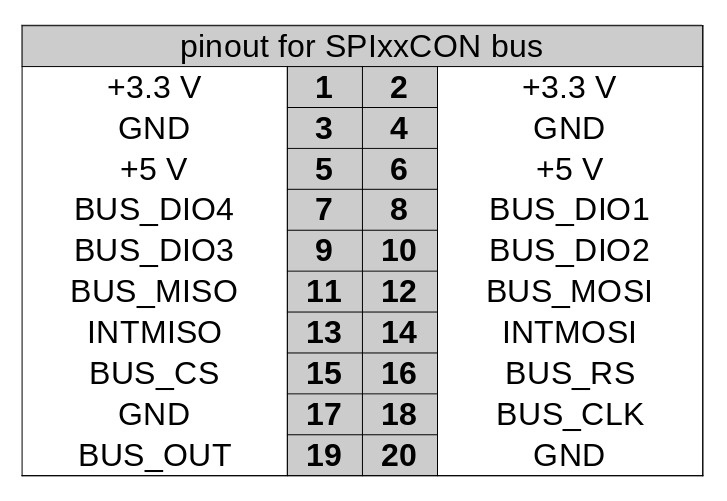 pinout for SPIxxCON bus
+3.3 V 1 2 +3.3 V
GND 3 4 GND
+5 V 5 6 +5 V
BUS_DIO4 7 8 BUS_DIO1
BUS_DIO3 9 10 BUS_DIO2
BUS_MISO 11 12 BUS_MOSI
INTMISO 13 14 INTMOSI
BUS_CS 15 16 BUS_RS
GND 17 18 BUS_CLK
BUS_OUT 19 20 GND